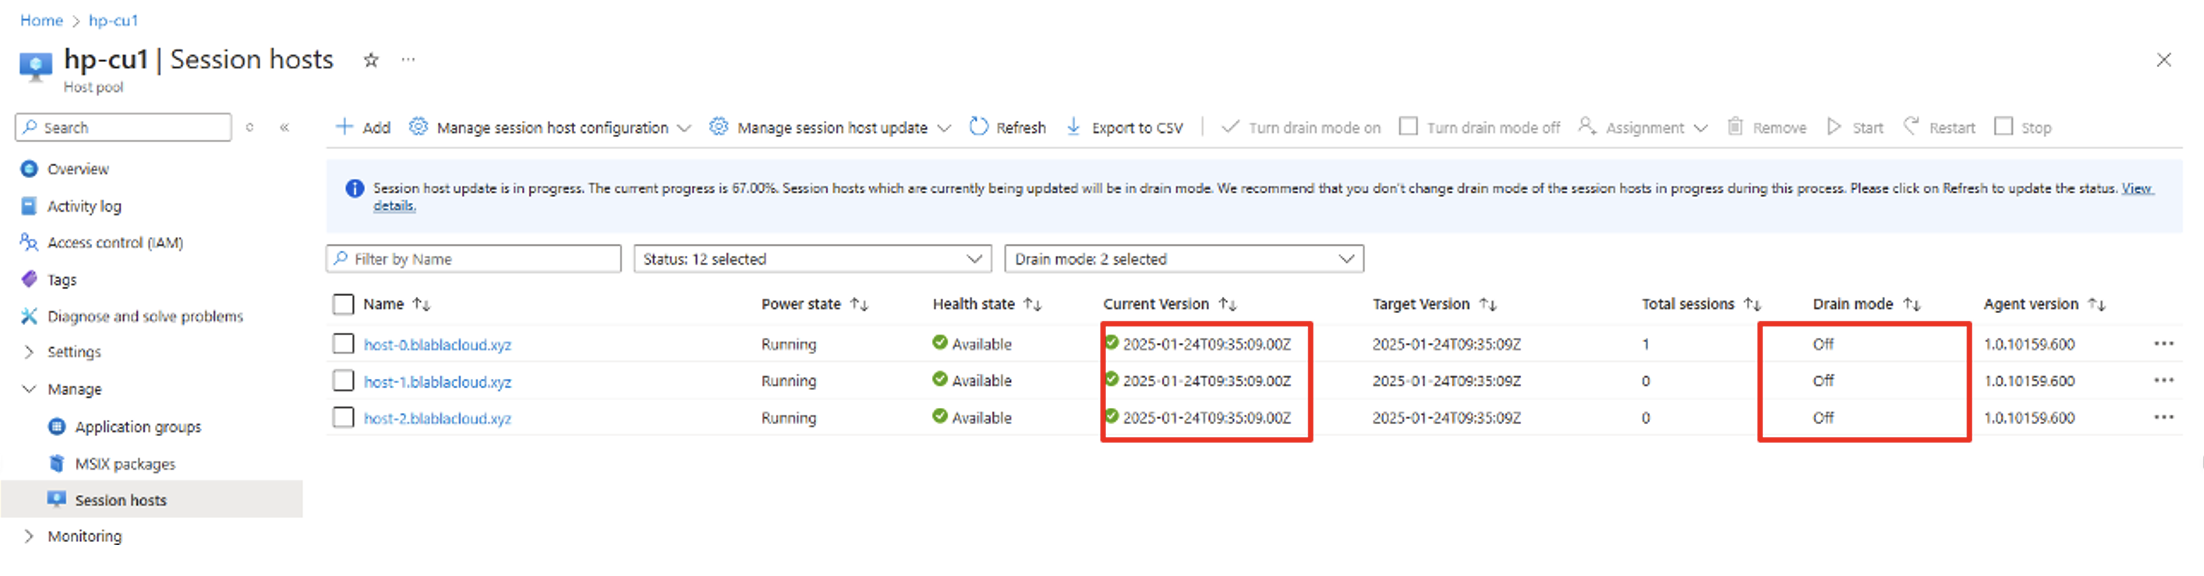 Home > hp-cu1
hp-cu1 | Session hosts
Host pool
Search
Add
Manage session host configuration
Manage session host update
Refresh
Export to CSV
Turn drain mode on
Turn drain mode off
Assignment
Remove
Start
Restart
Stop
Overview
Activity log
Access control (IAM)
Tags
Diagnose and solve problems
Settings
Manage
Application groups
MSIX packages
Session hosts
Monitoring
Session host update is in progress. The current progress is 67.00%. Session hosts which are currently being updated will be in drain mode. We recommend that you don't change drain mode of the session hosts in progress during this process. Please click on Refresh to update the status. View
details.
Filter by Name
Status: 12 selected
Drain mode: 2 selected
Name Power state Health state Current Version Target Version Total sessions Drain mode Agent version
host-0.blablacloud.xyz Running Available 2025-01-24T09:35:09.00Z 2025-01-24T09:35:09Z 1 Off 1.0.10159.600
host-1.blablacloud.xyz Running Available 2025-01-24T09:35:09.00Z 2025-01-24T09:35:09Z 0 Off 1.0.10159.600
host-2.blablacloud.xyz Running Available 2025-01-24T09:35:09.00Z 2025-01-24T09:35:09Z 0 Off 1.0.10159.600